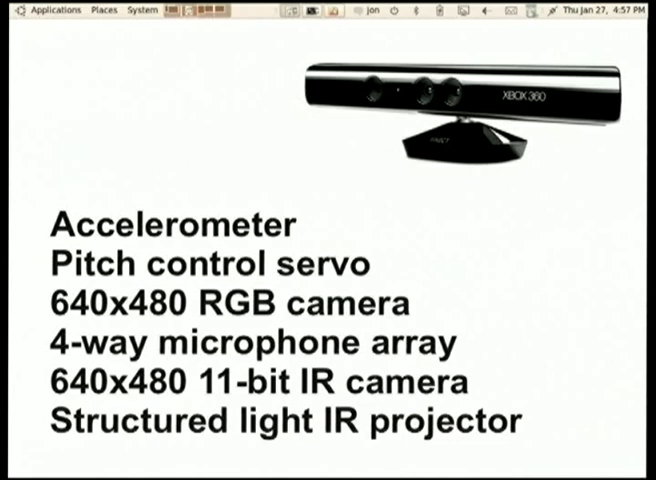 Applications Places System jon Thu Jan 27, 4:57 PM
XBOX 360
Accelerometer
Pitch control servo
640x480 RGB camera
4-way microphone array
640x480 11-bit IR camera
Structured light IR projector